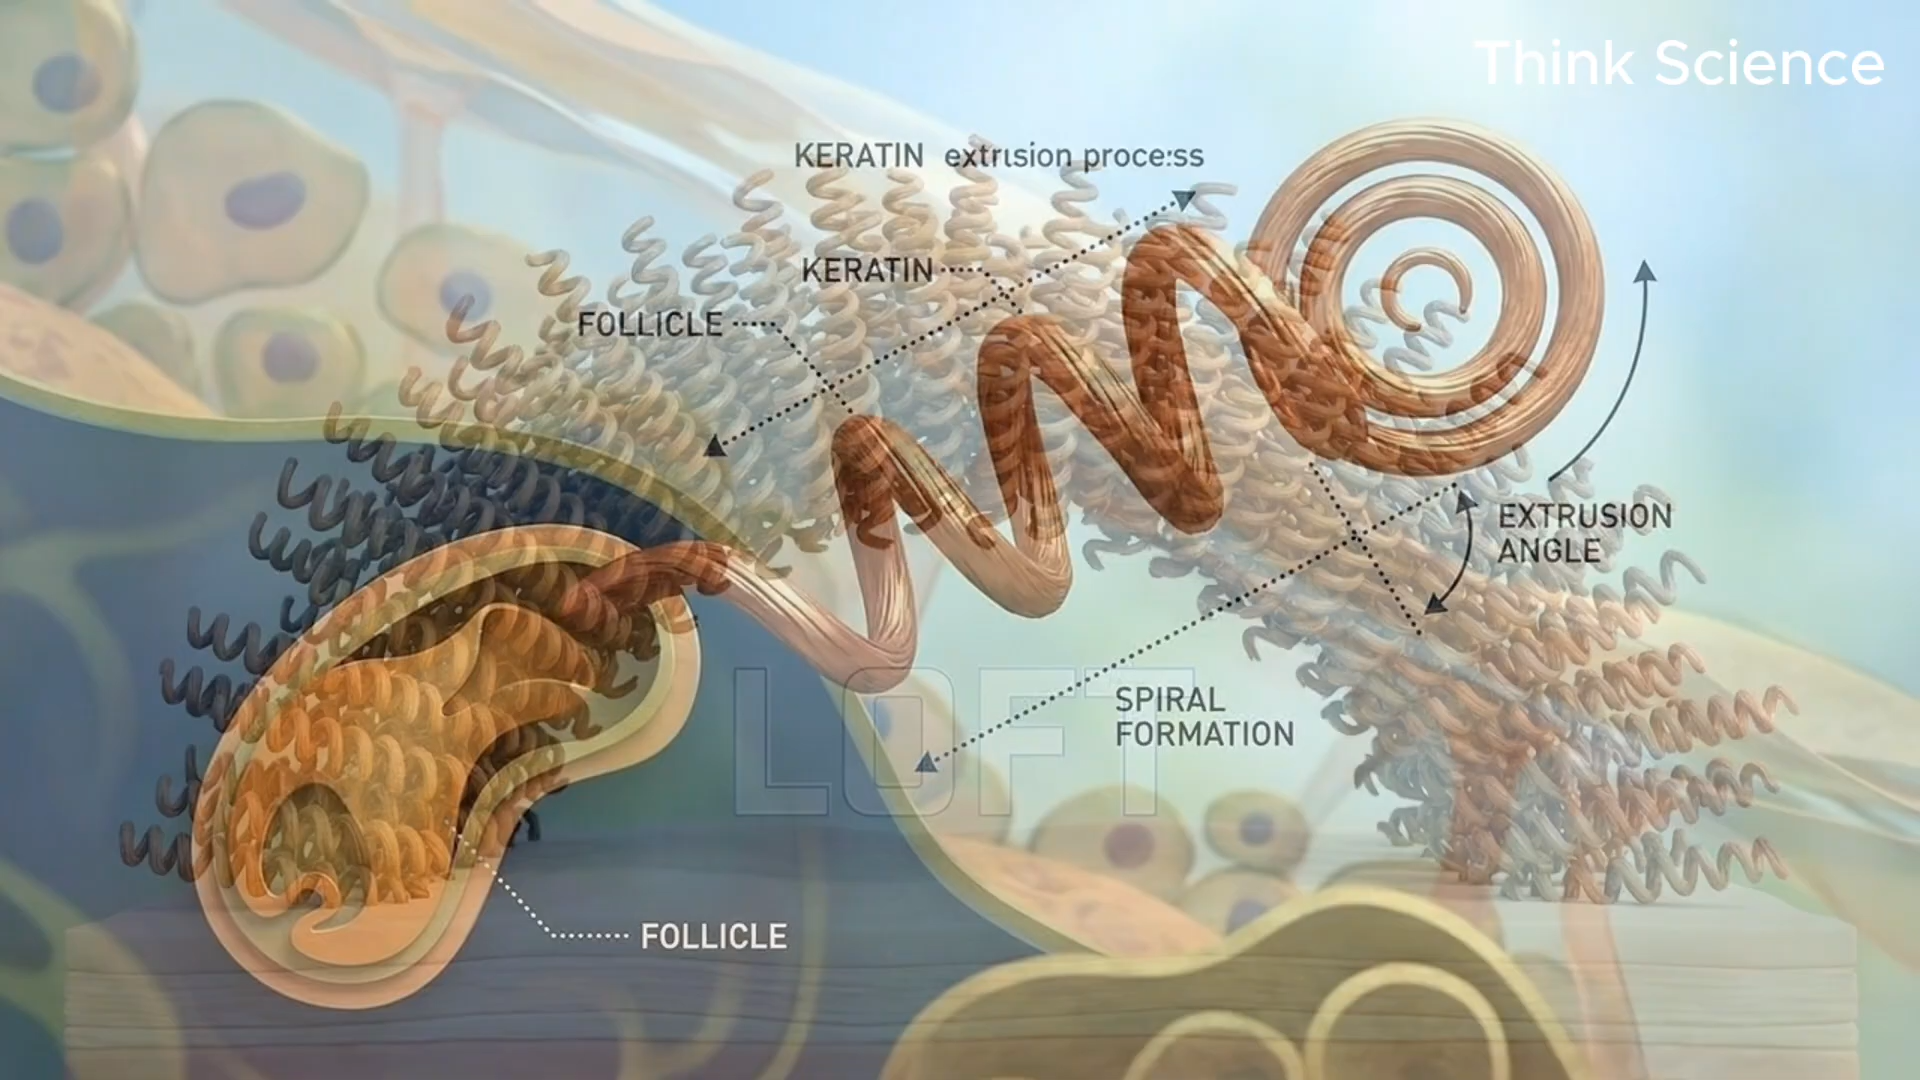 Think Science
KERATIN extrısion proce:ss
KERATIN
FOLLICLE
EXTRUSION
ANGLE
LOFT
SPIRAL
FORMATION
FOLLICLE